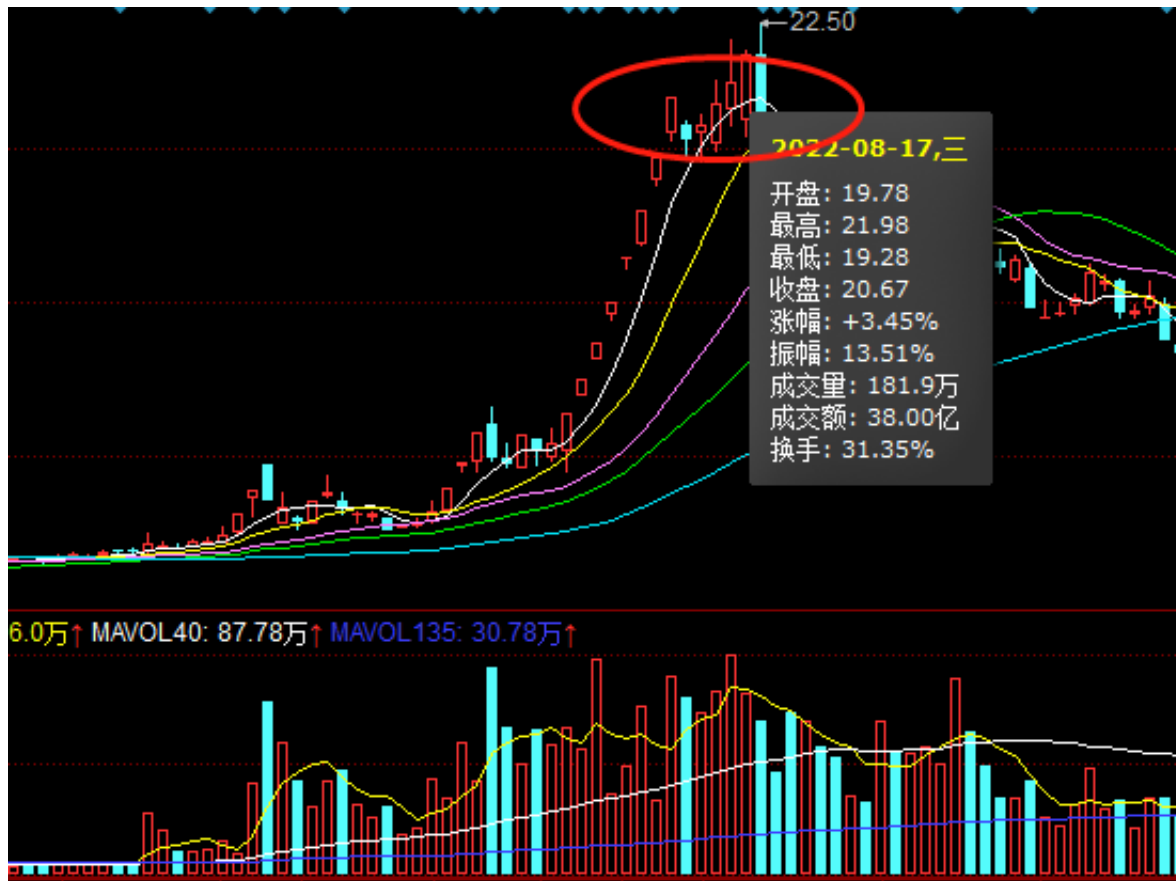 22.50
2022-08-17,三
开盘: 19.78
最高: 21.98
最低: 19.28
收盘: 20.67
涨幅: +3.45%
振幅: 13.51%
成交量: 181.9万
成交额: 38.00亿
换手: 31.35%
6.0万↑ MAVOL40: 87.78万↑ MAVOL135: 30.78万↑